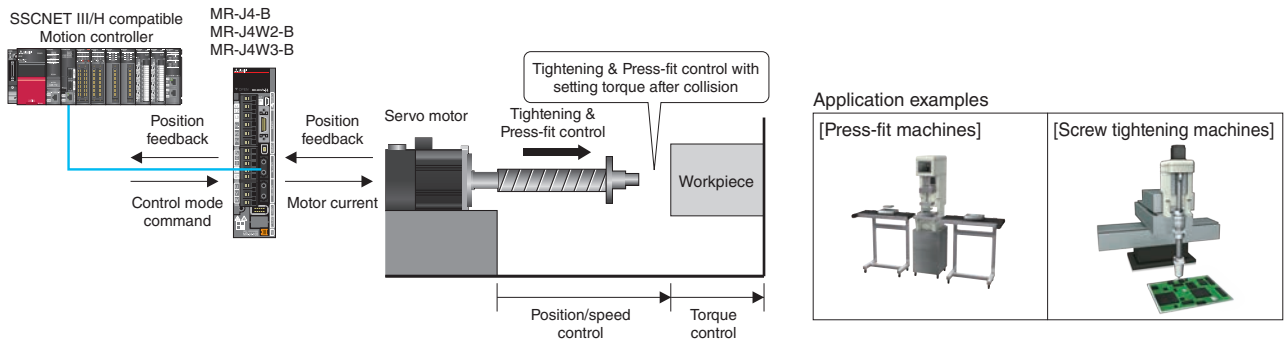 SSCNET III/H compatible
Motion controller
MR-J4-B
MR-J4W2-B
MR-J4W3-B
Position
feedback
Control mode
command
Position
feedback
Motor current
Servo motor
Tightening & Press-fit control with
setting torque after collision
Tightening &
Press-fit control
Workpiece
Position/speed
control
Torque
control
Application examples
[Press-fit machines]
[Screw tightening machines]